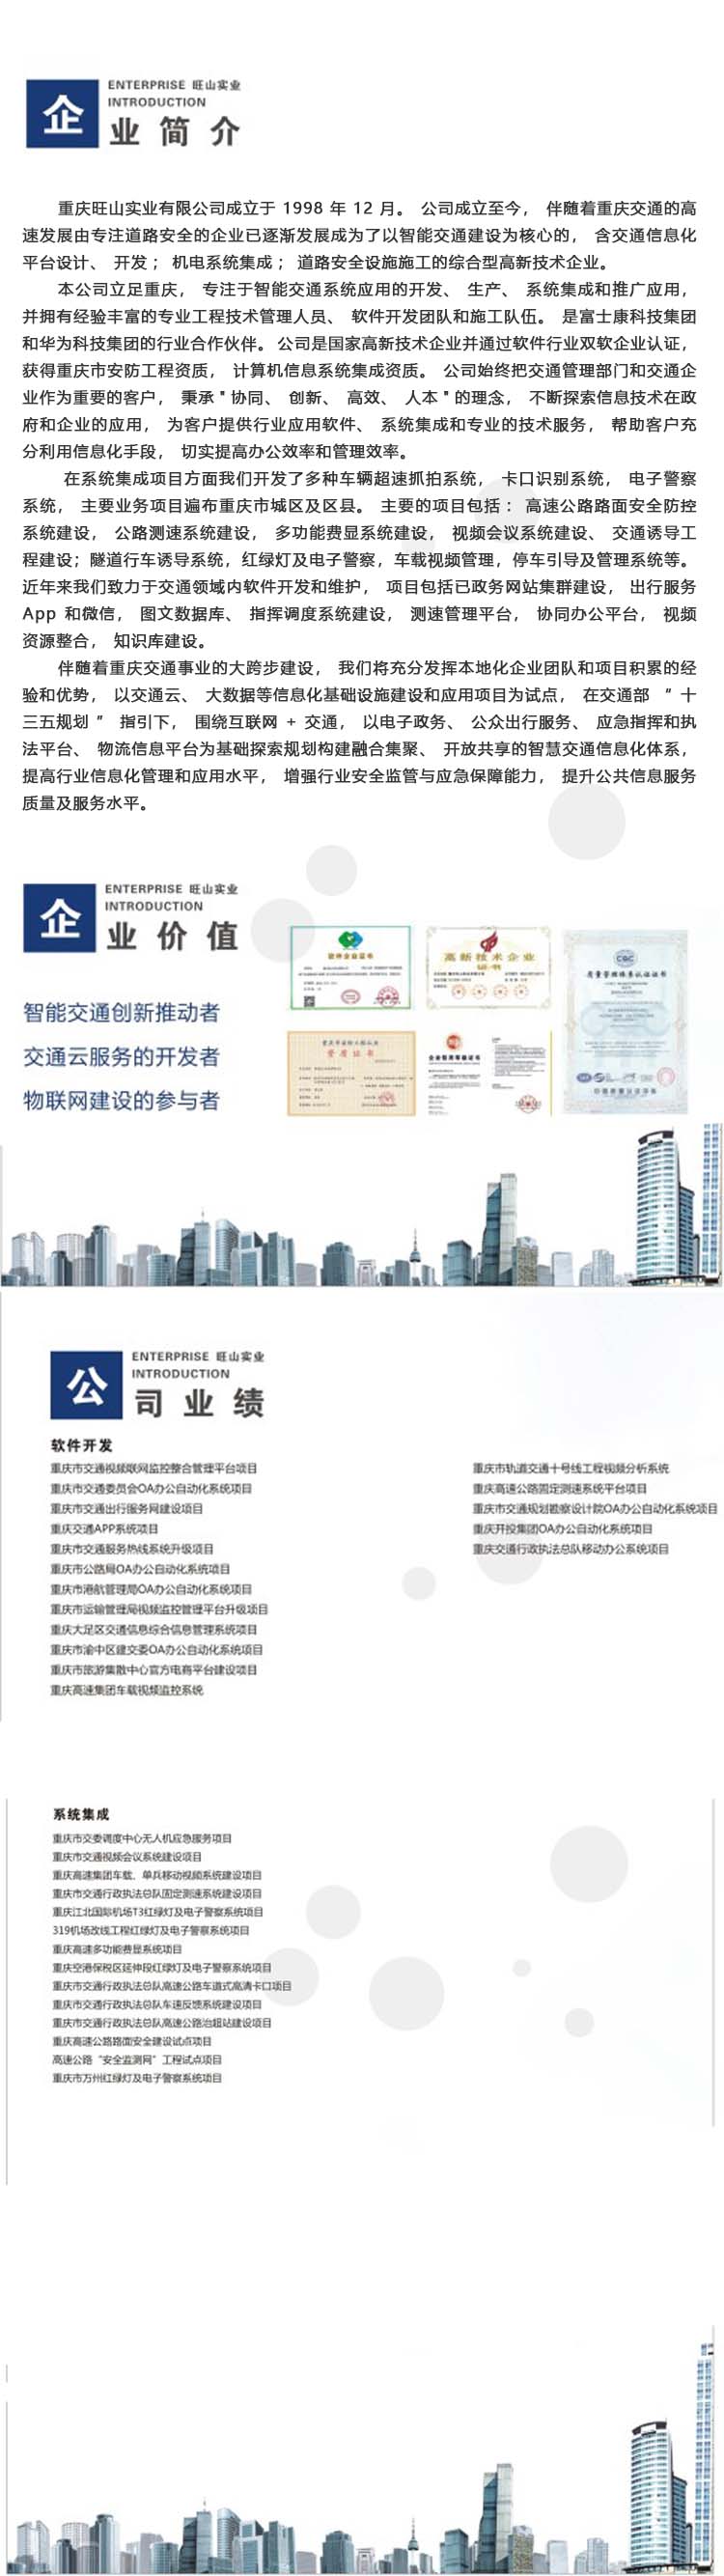 企
ENTERPRISE 旺山实业
INTRODUCTION
业简介
重庆旺山实业有限公司成立于 1998 年 12 月。 公司成立至今， 伴随着重庆交通的高
速发展由专注道路安全的企业已逐渐发展成为了以智能交通建设为核心的， 含交通信息化
平台设计、 开发； 机电系统集成； 道路安全设施施工的综合型高新技术企业。
本公司立足重庆， 专注于智能交通系统应用的开发、 生产、 系统集成和推广应用，
并拥有经验丰富的专业工程技术管理人员、 软件开发团队和施工队伍。 是富士康科技集团
和华为科技集团的行业合作伙伴。 公司是国家高新技术企业并通过软件行业双软企业认证，
获得重庆市安防工程资质， 计算机信息系统集成资质。 公司始终把交通管理部门和交通企
业作为重要的客户， 秉承 " 协同、 创新、 高效、 人本 " 的理念， 不断探索信息技术在政
府和企业的应用， 为客户提供行业应用软件、 系统集成和专业的技术服务， 帮助客户充
分利用信息化手段， 切实提高办公效率和管理效率。
在系统集成项目方面我们开发了多种车辆超速抓拍系统， 卡口识别系统， 电子警察
系统， 主要业务项目遍布重庆市城区及区县。 主要的项目包括： 高速公路路面安全防控
系统建设， 公路测速系统建设， 多功能费显系统建设， 视频会议系统建设、 交通诱导工
程建设；隧道行车诱导系统，红绿灯及电子警察，车载视频管理，停车引导及管理系统等。
近年来我们致力于交通领域内软件开发和维护， 项目包括已政务网站集群建设， 出行服务
App 和微信， 图文数据库、 指挥调度系统建设， 测速管理平台， 协同办公平台， 视频
资源整合， 知识库建设。
伴随着重庆交通事业的大跨步建设， 我们将充分发挥本地化企业团队和项目积累的经
验和优势， 以交通云、 大数据等信息化基础设施建设和应用项目为试点， 在交通部 “ 十
三五规划 ” 指引下， 围绕互联网 + 交通， 以电子政务、 公众出行服务、 应急指挥和执
法平台、 物流信息平台为基础探索规划构建融合集聚、 开放共享的智慧交通信息化体系，
提高行业信息化管理和应用水平， 增强行业安全监管与应急保障能力， 提升公共信息服务
质量及服务水平。
企
ENTERPRISE 旺山实业
INTRODUCTION
业价值
智能交通创新推动者
交通云服务的开发者
物联网建设的参与者
软件企业证书
高新技术企业
证书
质量管理体系认证证书
资质证书
企业信用等级证书
公
ENTERPRISE 旺山实业
INTRODUCTION
司业绩
软件开发
重庆市交通视频联网监控整合管理平台项目
重庆市交通委员会OA办公自动化系统项目
重庆市交通出行服务网建设项目
重庆交通APP系统项目
重庆市交通服务热线系统升级项目
重庆市公路局OA办公自动化系统项目
重庆市港航管理局OA办公自动化系统项目
重庆市运输管理局视频监控管理平台升级项目
重庆大足区交通信息综合信息管理系统项目
重庆市渝中区建交委OA办公自动化系统项目
重庆市旅游集散中心官方电商平台建设项目
重庆高速集团车载视频监控系统
重庆市轨道交通十号线工程视频分析系统
重庆高速公路固定测速系统平台项目
重庆市交通规划勘察设计院OA办公自动化系统项目
重庆开投集团OA办公自动化系统项目
重庆交通行政执法总队移动办公系统项目
系统集成
重庆市交委调度中心无人机应急服务项目
重庆市交通视频会议系统建设项目
重庆高速集团车载、单兵移动视频系统建设项目
重庆市交通行政执法总队固定测速系统建设项目
重庆江北国际机场T3红绿灯及电子警察系统项目
319机场改线工程红绿灯及电子警察系统项目
重庆高速多功能费显系统项目
重庆空港保税区延伸段红绿灯及电子警察系统项目
重庆市交通行政执法总队高速公路车道式高清卡口项目
重庆市交通行政执法总队车速反馈系统建设项目
重庆市交通行政执法总队高速公路治超站建设项目
重庆高速公路路面安全建设试点项目
高速公路“安全监测网”工程试点项目
重庆市万州红绿灯及电子警察系统项目